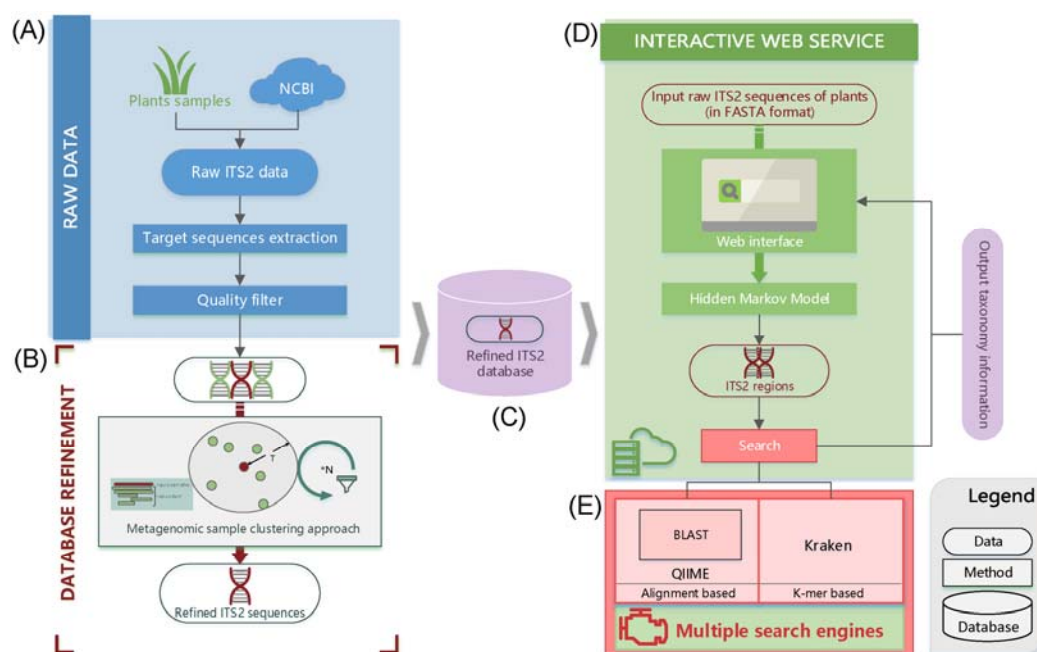 (A)
RAW DATA
Plants samples
NCBI
Raw ITS2 data
Target sequences extraction
Quality filter
(B)
DATABASE REFINEMENT
T
*N
Metagenomic sample clustering approach
Refined ITS2 sequences
Refined ITS2
database
(C)
(D)
INTERACTIVE WEB SERVICE
Input raw ITS2 sequences of plants
(in FASTA format)
Web interface
Hidden Markov Model
ITS2 regions
Search
Output taxonomy information
(E)
BLAST
QIIME
Alignment based
Kraken
K-mer based
Multiple search engines
Legend
Data
Method
Database